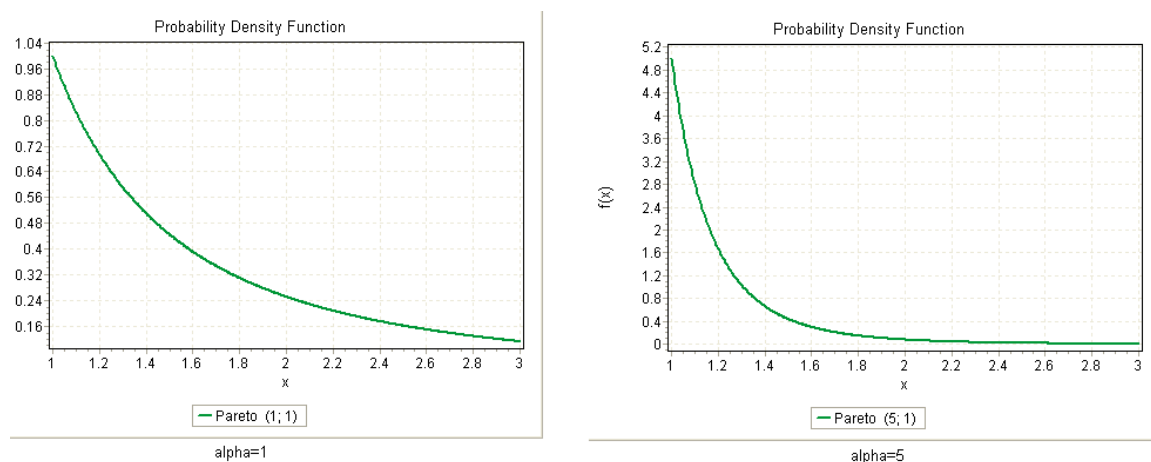 Probability Density Function
1.04
0.96
0.88
0.8
0.72
0.64
0.56
0.48
0.4
0.32
0.24
0.16
1 1.2 1.4 1.6 1.8 2 2.2 2.4 2.6 2.8 3
x
Pareto (1; 1)
alpha=1
Probability Density Function
f(x)
5.2
4.8
4.4
4
3.6
3.2
2.8
2.4
2
1.6
1.2
0.8
0.4
0
1 1.2 1.4 1.6 1.8 2 2.2 2.4 2.6 2.8 3
x
Pareto (5; 1)
alpha=5